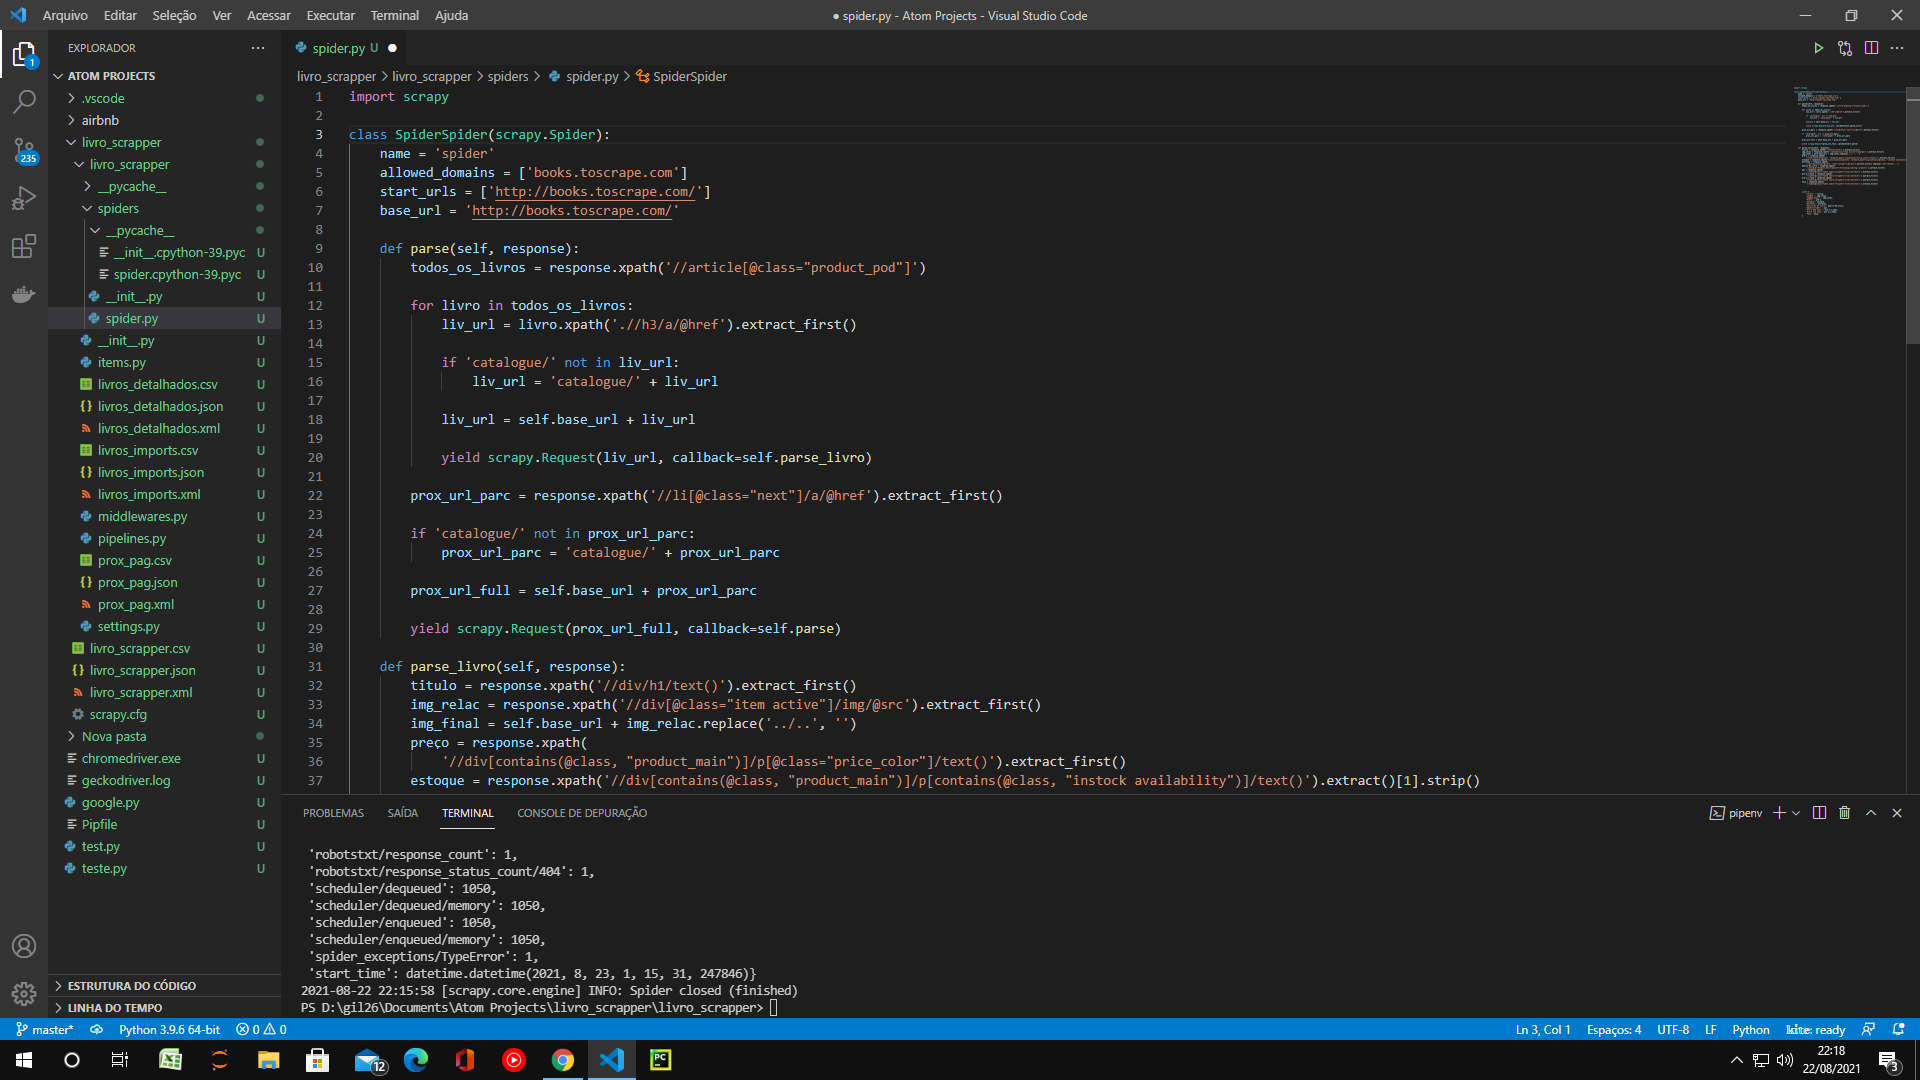 Arquivo Editar Seleção Ver Acessar Executar Terminal Ajuda
● spider.py - Atom Projects - Visual Studio Code
EXPLORADOR
ATOM PROJECTS
.vscode
airbnb
livro_scrapper
livro_scrapper
__pycache__
spiders
__pycache__
__init__.cpython-39.pyc U
spider.cpython-39.pyc U
__init__.py U
spider.py U
__init__.py U
items.py U
livros_detalhados.csv U
livros_detalhados.json U
livros_detalhados.xml U
livros_imports.csv U
livros_imports.json U
livros_imports.xml U
middlewares.py U
pipelines.py U
prox_pag.csv U
prox_pag.json U
prox_pag.xml U
settings.py U
livro_scrapper.csv U
livro_scrapper.json U
livro_scrapper.xml U
scrapy.cfg U
Nova pasta
chromedriver.exe U
geckodriver.log U
google.py U
Pipfile U
test.py U
teste.py U
ESTRUTURA DO CÓDIGO
LINHA DO TEMPO
1
235
spider.py U ●
livro_scrapper > livro_scrapper > spiders > spider.py > SpiderSpider
1 import scrapy
2
3 class SpiderSpider(scrapy.Spider):
4     name = 'spider'
5     allowed_domains = ['books.toscrape.com']
6     start_urls = ['http://books.toscrape.com/']
7     base_url = 'http://books.toscrape.com/'
8
9     def parse(self, response):
10         todos_os_livros = response.xpath('//article[@class="product_pod"]')
11
12         for livro in todos_os_livros:
13             liv_url = livro.xpath('.//h3/a/@href').extract_first()
14
15             if 'catalogue/' not in liv_url:
16                 liv_url = 'catalogue/' + liv_url
17
18             liv_url = self.base_url + liv_url
19
20             yield scrapy.Request(liv_url, callback=self.parse_livro)
21
22         prox_url_parc = response.xpath('//li[@class="next"]/a/@href').extract_first()
23
24         if 'catalogue/' not in prox_url_parc:
25             prox_url_parc = 'catalogue/' + prox_url_parc
26
27         prox_url_full = self.base_url + prox_url_parc
28
29         yield scrapy.Request(prox_url_full, callback=self.parse)
30
31     def parse_livro(self, response):
32         titulo = response.xpath('//div/h1/text()').extract_first()
33         img_relac = response.xpath('//div[@class="item active"]/img/@src').extract_first()
34         img_final = self.base_url + img_relac.replace('../..', '')
35         preço = response.xpath(
36             '//div[contains(@class, "product_main")]/p[@class="price_color"]/text()').extract_first()
37         estoque = response.xpath('//div[contains(@class, "product_main")]/p[contains(@class, "instock availability")]/text()').extract()[1].strip()
PROBLEMAS SAÍDA TERMINAL CONSOLE DE DEPURAÇÃO
pipenv
'robotstxt/response_count': 1,
'robotstxt/response_status_count/404': 1,
'scheduler/dequeued': 1050,
'scheduler/dequeued/memory': 1050,
'scheduler/enqueued': 1050,
'scheduler/enqueued/memory': 1050,
'spider_exceptions/TypeError': 1,
'start_time': datetime.datetime(2021, 8, 23, 1, 15, 31, 247846)}
2021-08-22 22:15:58 [scrapy.core.engine] INFO: Spider closed (finished)
PS D:\gil26\Documents\Atom Projects\livro_scrapper\livro_scrapper>
master* Python 3.9.6 64-bit 0 0
Ln 3, Col 1 Espaços: 4 UTF-8 LF Python kite: ready
12
PC
22:18
22/08/2021
3